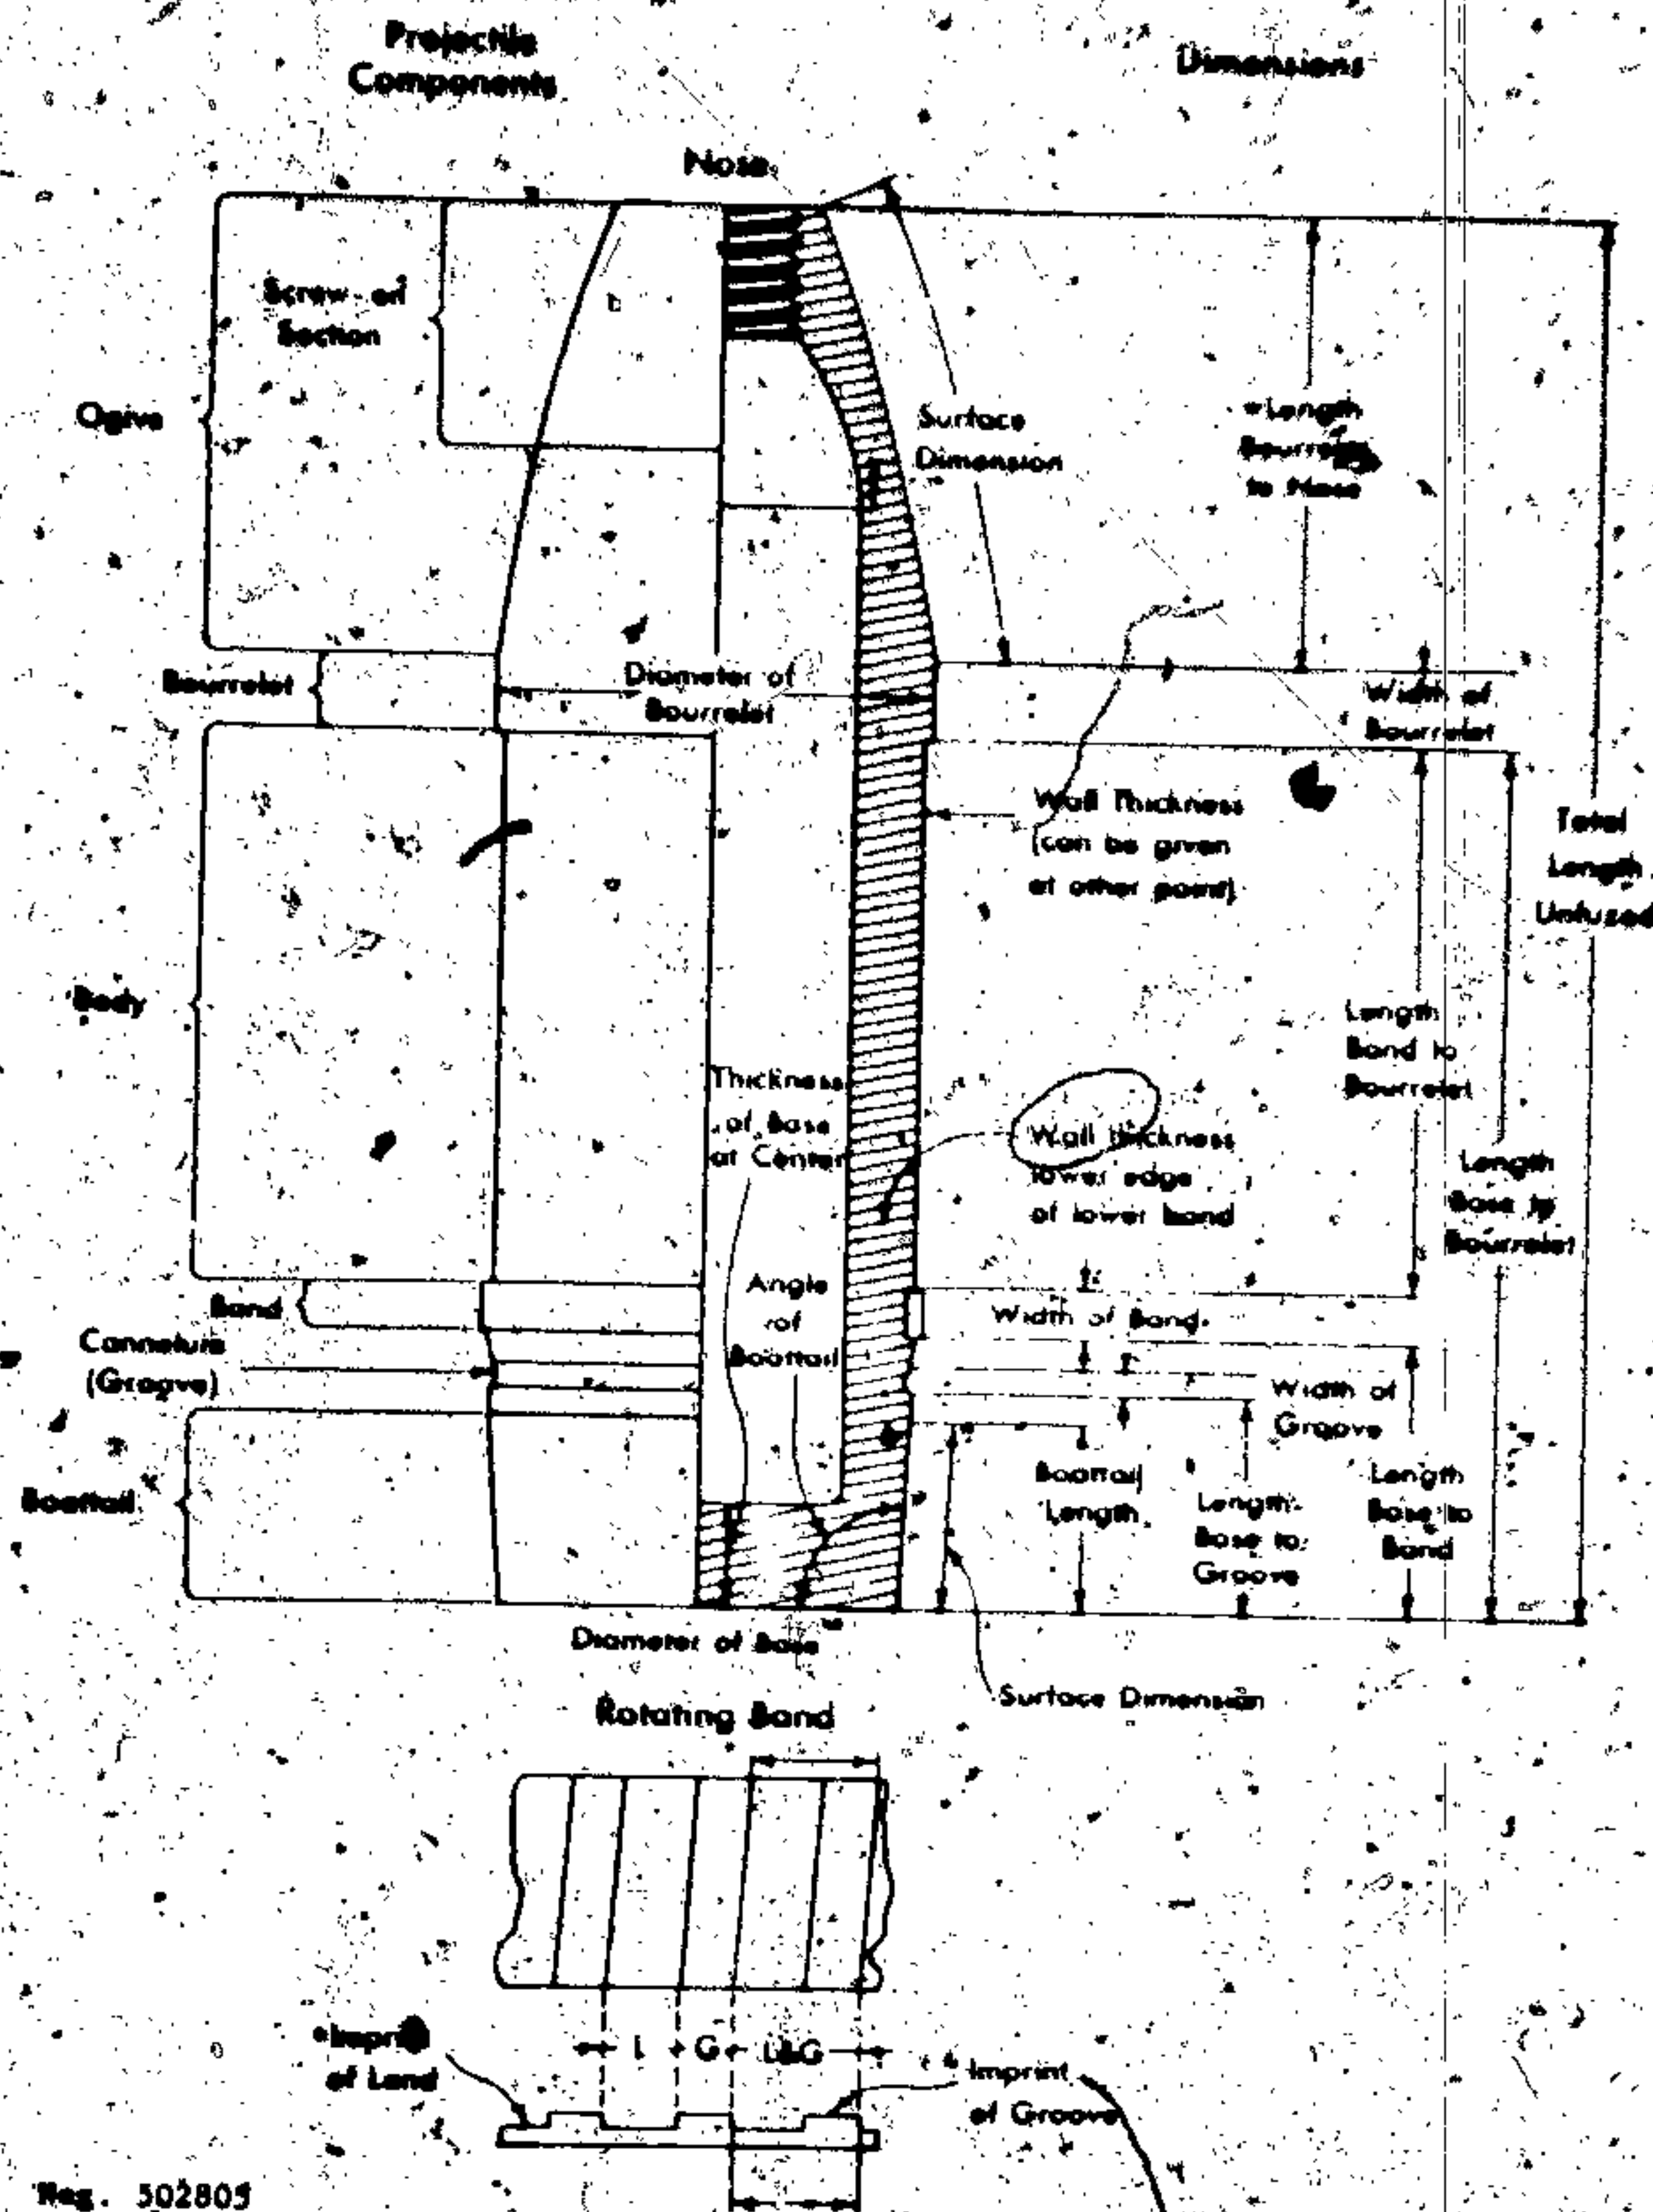 Projectile
Components
Dimensions
Nose
Screw-on
Section
Ogive
Surface
Dimension
*Length
Bourrelet
to Nose
Bourrelet
Diameter of
Bourrelet
Width of
Bourrelet
Wall Thickness
(can be given
at other point)
Total
Length
Unfuzed
Body
Length
Band to
Bourrelet
Thickness
of Base
at Center
Wall thickness
lower edge
of lower band
Length
Base to
Bourrelet
Angle
of
Boattail
Band
Width of Band
Cannelure
(Groove)
Width of
Groove
Boattail
Boattail
Length
Length
Base to
Groove
Length
Base to
Band
Diameter of Base
Surface Dimension
Rotating Band
L G L&G
*Imprint
of Land
Imprint
of Groove
Neg. 502805